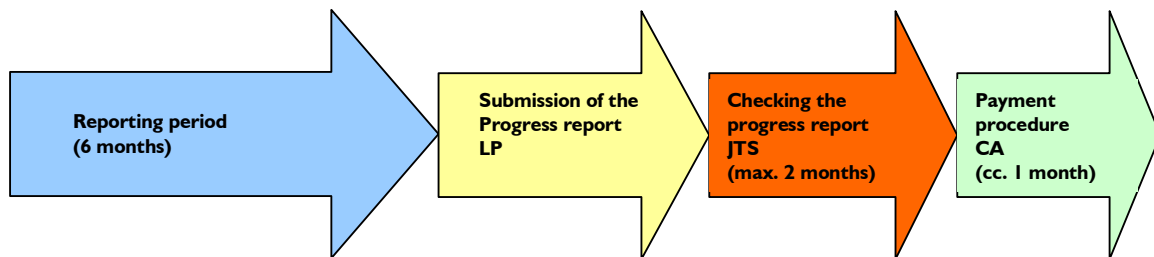 Reporting period
(6 months)
Submission of the
Progress report
LP
Checking the
progress report
JTS
(max. 2 months)
Payment
procedure
CA
(cc. 1 month)